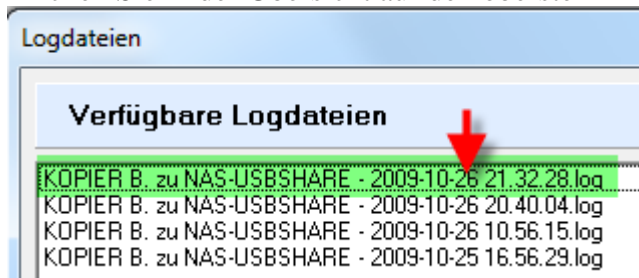 Logdateien
Verfügbare Logdateien
KOPIER B. zu NAS-USBSHARE - 2009-10-26 21.32.28.log
KOPIER B. zu NAS-USBSHARE - 2009-10-26 20.40.04.log
KOPIER B. zu NAS-USBSHARE - 2009-10-26 10.56.15.log
KOPIER B. zu NAS-USBSHARE - 2009-10-25 16.56.29.log